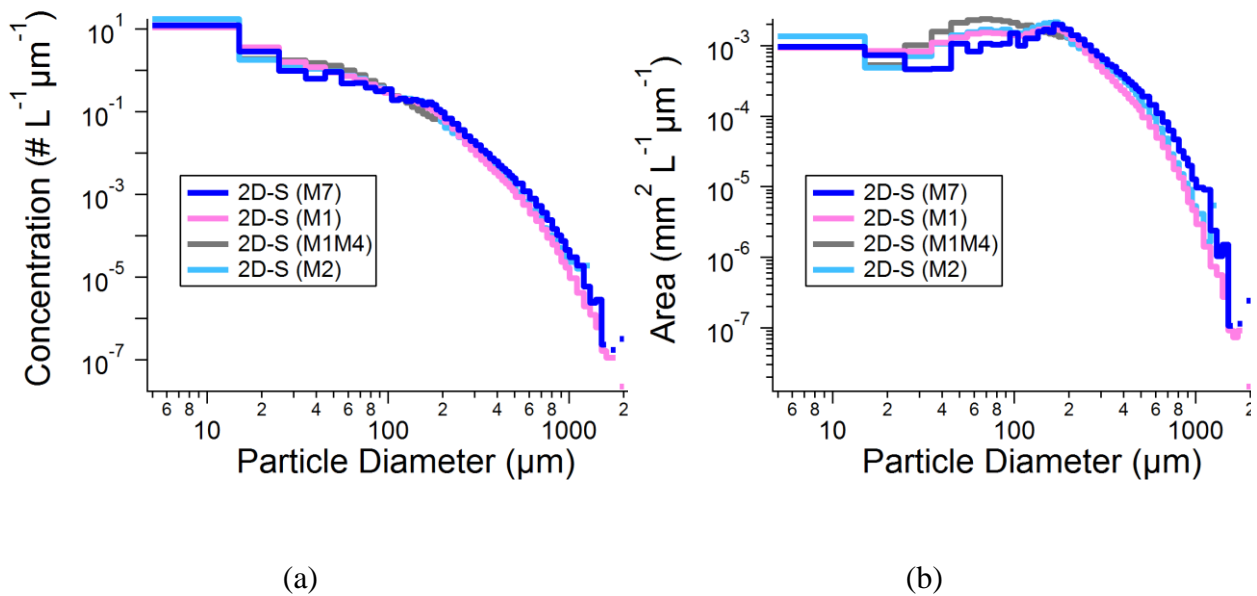 Concentration (# L⁻¹ µm⁻¹)
10¹
10⁻¹
10⁻³
10⁻⁵
10⁻⁷
2D-S (M7)
2D-S (M1)
2D-S (M1M4)
2D-S (M2)
6 8 2 4 6 8 2 4 6 8 2
10 100 1000
Particle Diameter (µm)
(a)
Area (mm² L⁻¹ µm⁻¹)
10⁻³
10⁻⁴
10⁻⁵
10⁻⁶
10⁻⁷
2D-S (M7)
2D-S (M1)
2D-S (M1M4)
2D-S (M2)
6 8 2 4 6 8 2 4 6 8 2
10 100 1000
Particle Diameter (µm)
(b)